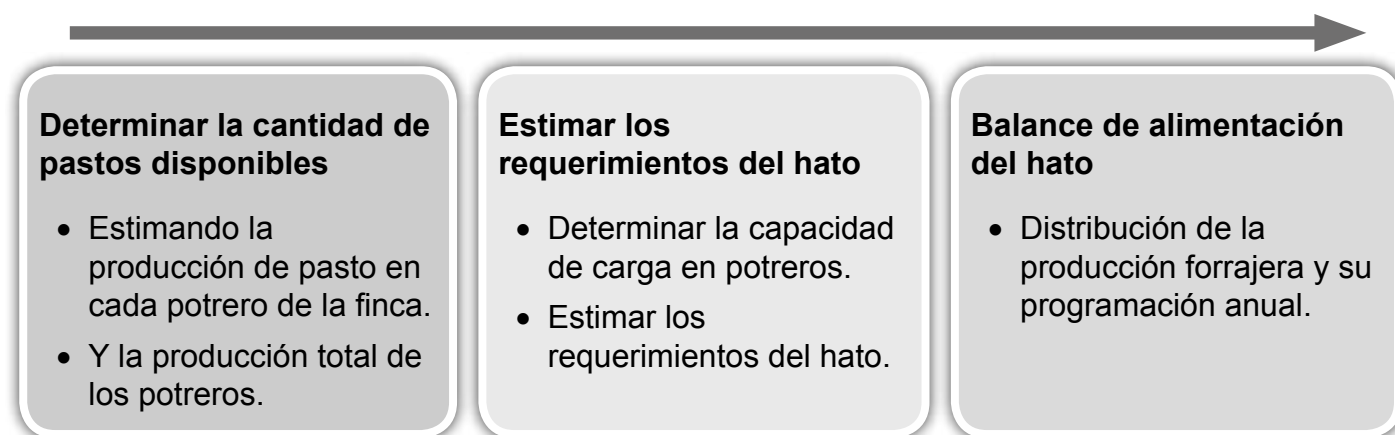 Determinar la cantidad de
pastos disponibles
• Estimando la
producción de pasto en
cada potrero de la finca.
• Y la producción total de
los potreros.
Estimar los
requerimientos del hato
• Determinar la capacidad
de carga en potreros.
• Estimar los
requerimientos del hato.
Balance de alimentación
del hato
• Distribución de la
producción forrajera y su
programación anual.